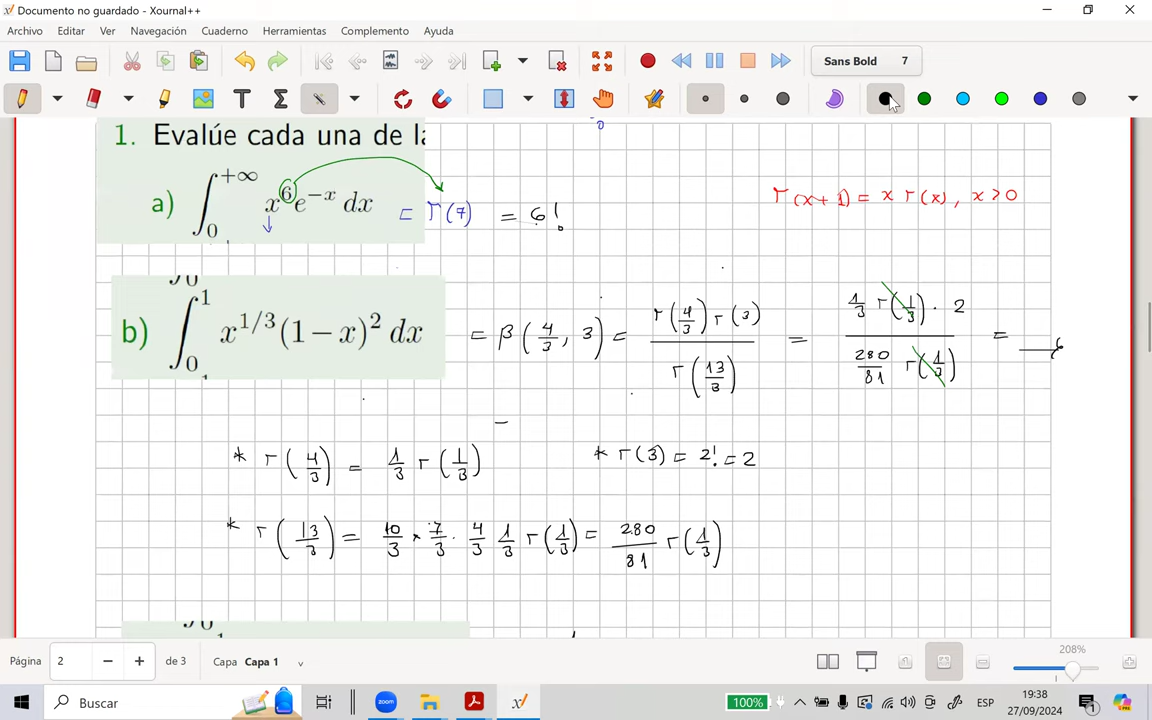 Documento no guardado - Xournal++
Archivo Editar Ver Navegación Cuaderno Herramientas Complemento Ayuda
Sans Bold 7
1. Evalúe cada una de la
a) ∫₀^{+∞} x⁶e^{−x} dx = Γ(7) = 6!
Γ(x+1) = x Γ(x), x>0
b) ∫₀¹ x^{1/3}(1−x)² dx = β(4/3, 3) = Γ(4/3) Γ(3) / Γ(13/3) = 1/3 Γ(1/3) · 2 / 280/81 Γ(1/3) = 6
* Γ(4/3) = 1/3 Γ(1/3) * Γ(3) = 2! = 2
* Γ(13/3) = 10/3 × 7/3 · 4/3 1/3 Γ(1/3) = 280/81 Γ(1/3)
Página 2 de 3 Capa Capa 1 208%
Buscar zoom 100% ESP 19:38
27/09/2024
1